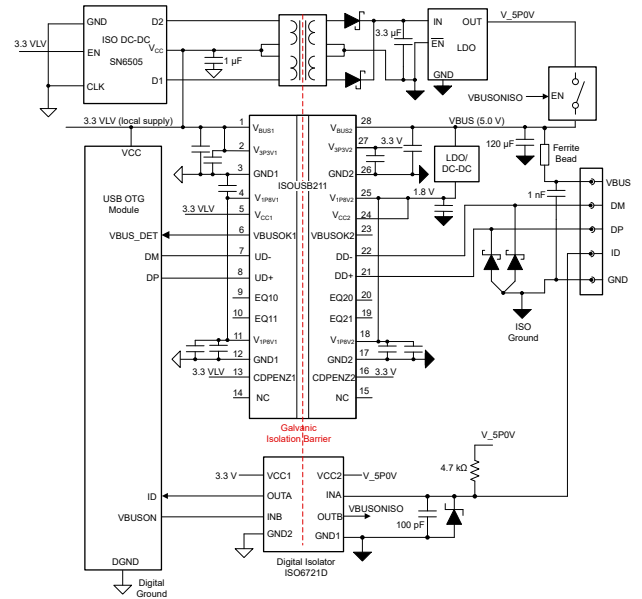 GND
ISO DC-DC
SN6505
D2
3.3 VLV
EN
VCC
CLK
D1
1 µF
3.3 µF
IN
OUT
EN
LDO
GND
V_5P0V
VBUSONISO
EN
3.3 VLV (local supply)
VCC
USB OTG
Module
VBUS_DET
DM
DP
ID
VBUSON
DGND
Digital
Ground
3.3 VLV
3.3 VLV
ISOUSB211
1
VBUS1
2
V3P3V1
3
GND1
4
V1P8V1
5
VCC1
6
VBUSOK1
7
UD-
8
UD+
9
EQ10
10
EQ11
11
V1P8V1
12
GND1
13
CDPENZ1
14
NC
VBUS2
28
V3P3V2
27
GND2
26
V1P8V2
25
VCC2
24
VBUSOK2
23
DD-
22
DD+
21
EQ20
20
EQ21
19
V1P8V2
18
GND2
17
CDPENZ2
16
NC
15
VBUS (5.0 V)
3.3 V
1.8 V
3.3 V
LDO/
DC-DC
120 µF
Ferrite
Bead
1 nF
VBUS
DM
DP
ID
GND
ISO
Ground
Galvanic
Isolation Barrier
3.3 V
VCC1
OUTA
INB
GND2
VCC2
INA
OUTB
GND1
V_5P0V
VBUSONISO
Digital Isolator
ISO6721D
V_5P0V
4.7 kΩ
100 pF